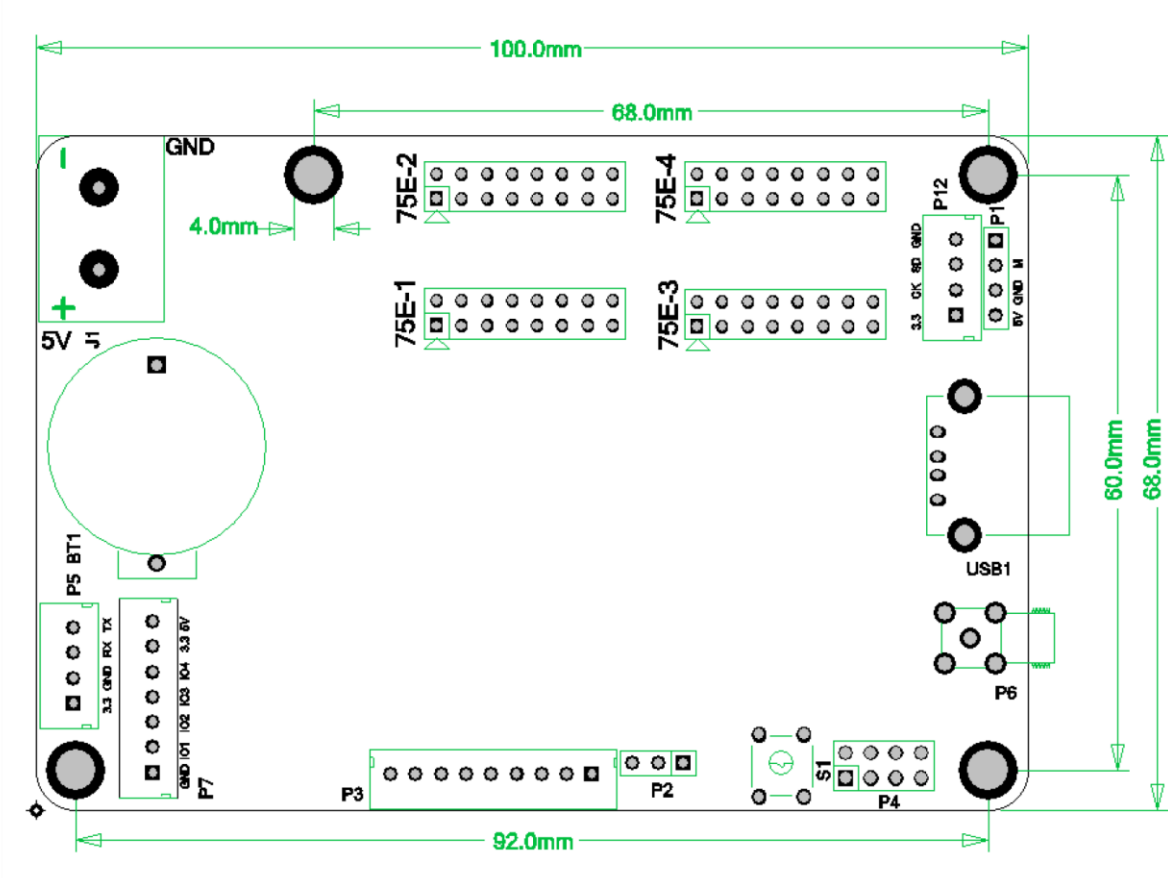 100.0mm
68.0mm
GND
-
4.0mm
75E-2
75E-4
P12
P1
+
5V J1
75E-1
75E-3
3.3 CK SD GND
5V GND M
60.0mm
68.0mm
USB1
P5 BT1
3.3 GND RX TX
GND IO1 IO2 IO3 IO4 3.3 5V
P7
P6
P3
P2
S1
P4
92.0mm